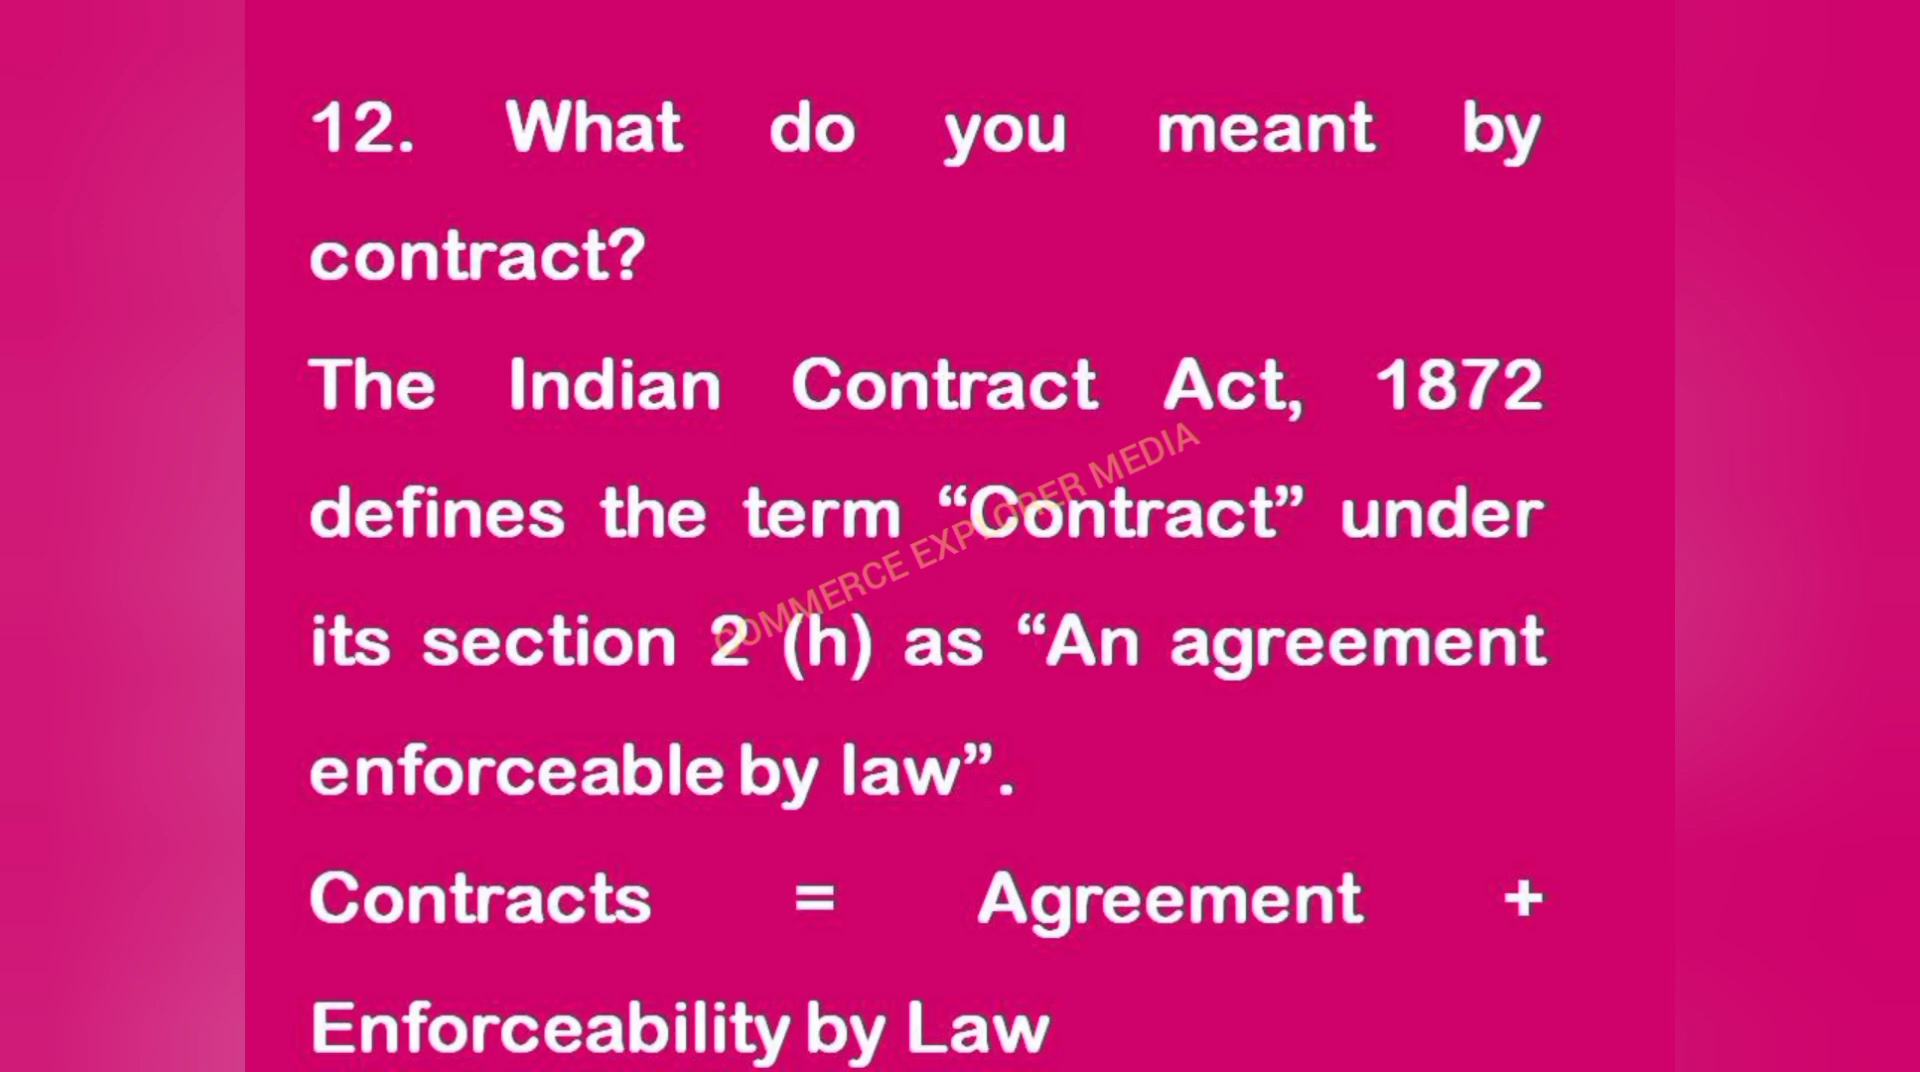 12. What do you meant by
contract?
The Indian Contract Act, 1872
defines the term “Contract” under
its section 2 (h) as “An agreement
enforceable by law”.
Contracts = Agreement +
Enforceability by Law
COMMERCE EXPLORER MEDIA